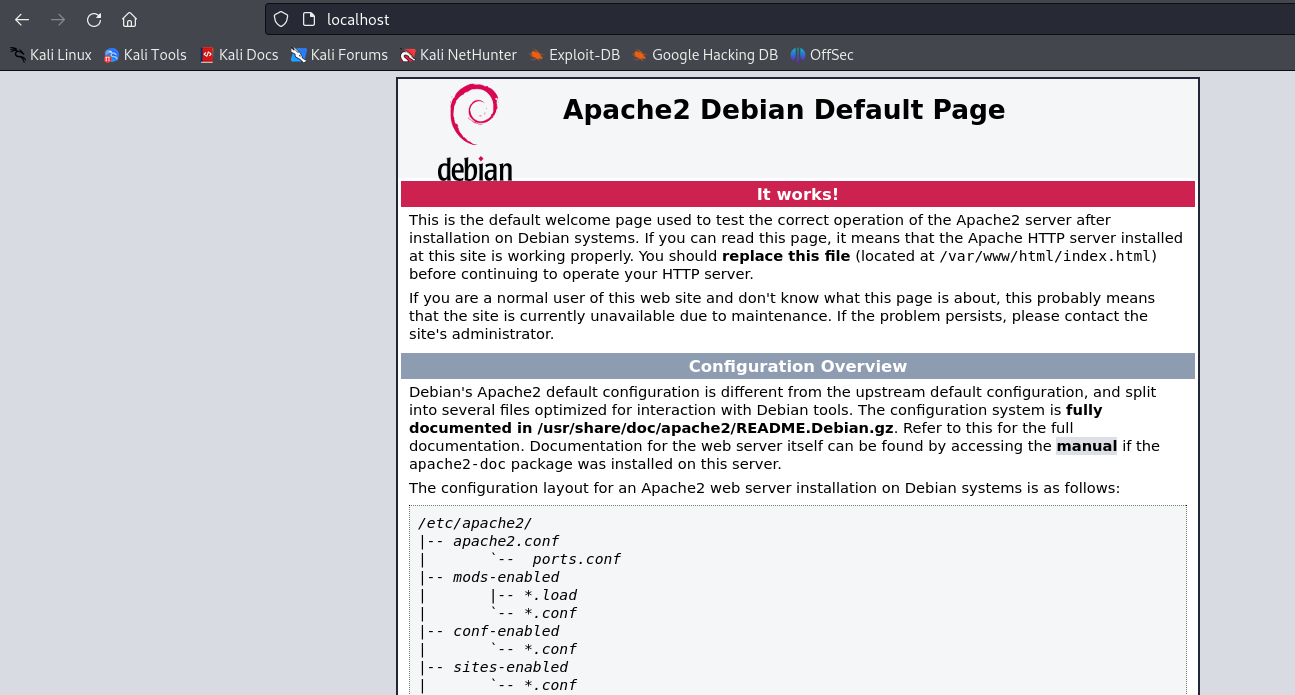 localhost
Kali Linux Kali Tools Kali Docs Kali Forums Kali NetHunter Exploit-DB Google Hacking DB OffSec
debian
Apache2 Debian Default Page
It works!
This is the default welcome page used to test the correct operation of the Apache2 server after
installation on Debian systems. If you can read this page, it means that the Apache HTTP server installed
at this site is working properly. You should replace this file (located at /var/www/html/index.html)
before continuing to operate your HTTP server.
If you are a normal user of this web site and don't know what this page is about, this probably means
that the site is currently unavailable due to maintenance. If the problem persists, please contact the
site's administrator.
Configuration Overview
Debian's Apache2 default configuration is different from the upstream default configuration, and split
into several files optimized for interaction with Debian tools. The configuration system is fully
documented in /usr/share/doc/apache2/README.Debian.gz. Refer to this for the full
documentation. Documentation for the web server itself can be found by accessing the manual if the
apache2-doc package was installed on this server.
The configuration layout for an Apache2 web server installation on Debian systems is as follows:
/etc/apache2/
|-- apache2.conf
|       `--  ports.conf
|-- mods-enabled
|       |-- *.load
|       `-- *.conf
|-- conf-enabled
|       `-- *.conf
|-- sites-enabled
|       `-- *.conf